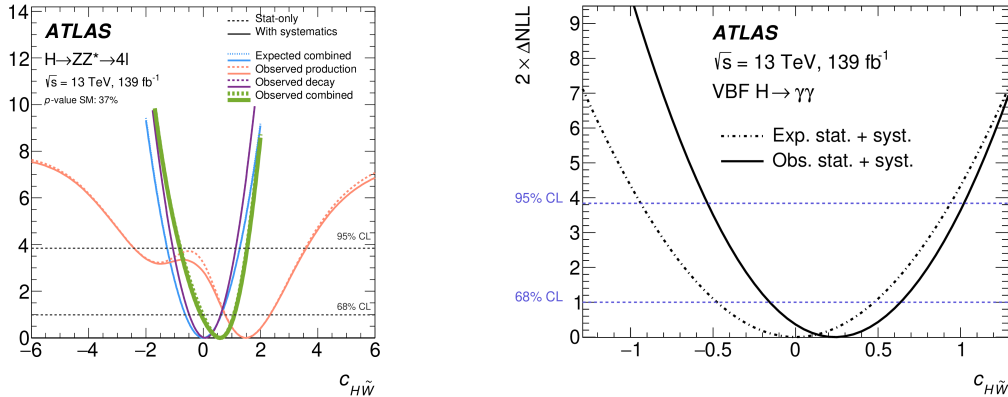 ATLAS
H→ZZ*→4l
√s = 13 TeV, 139 fb⁻¹
p-value SM: 37%
Stat-only
With systematics
Expected combined
Observed production
Observed decay
Observed combined
14
12
10
8
6
4
2
0
95% CL
68% CL
−6
−4
−2
0
2
4
6
c_{HW̃}
2 × ΔNLL
ATLAS
√s = 13 TeV, 139 fb⁻¹
VBF H→ γγ
Exp. stat. + syst.
Obs. stat. + syst.
9
8
7
6
5
4
3
2
1
0
95% CL
68% CL
−1
−0.5
0
0.5
1
c_{HW̃}